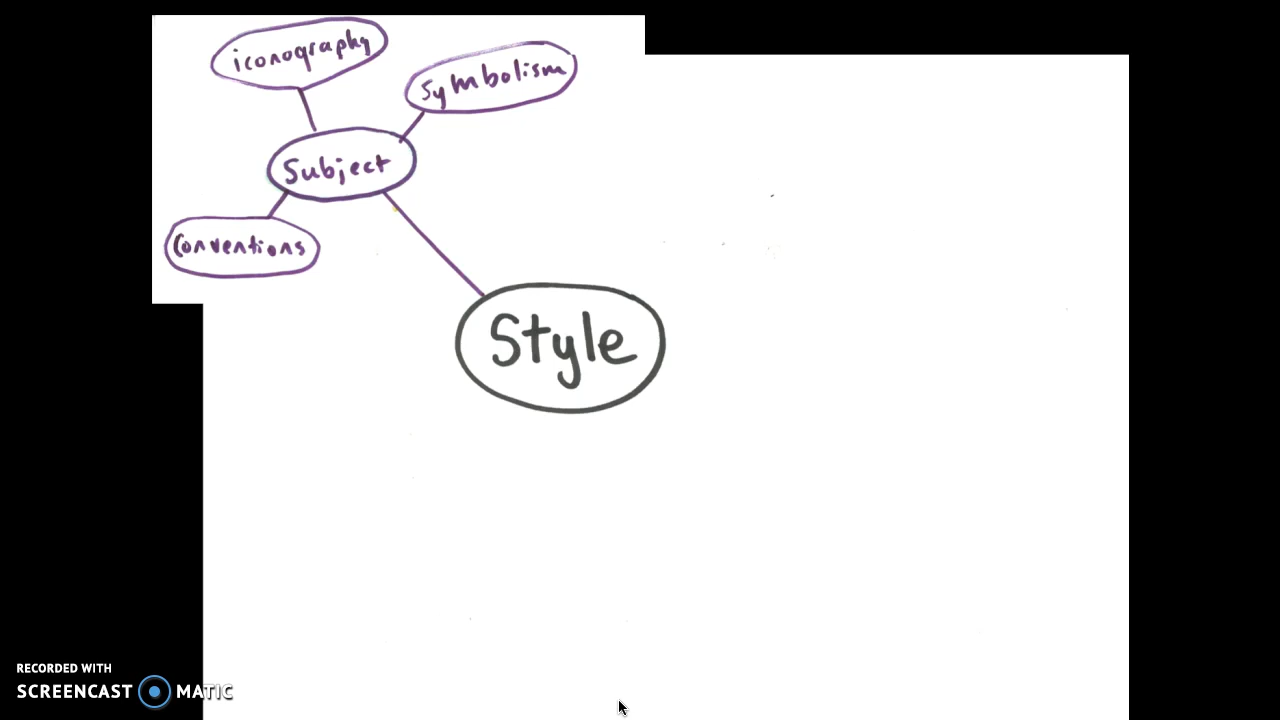 iconography
Symbolism
Subject
Conventions
Style
RECORDED WITH
SCREENCAST MATIC